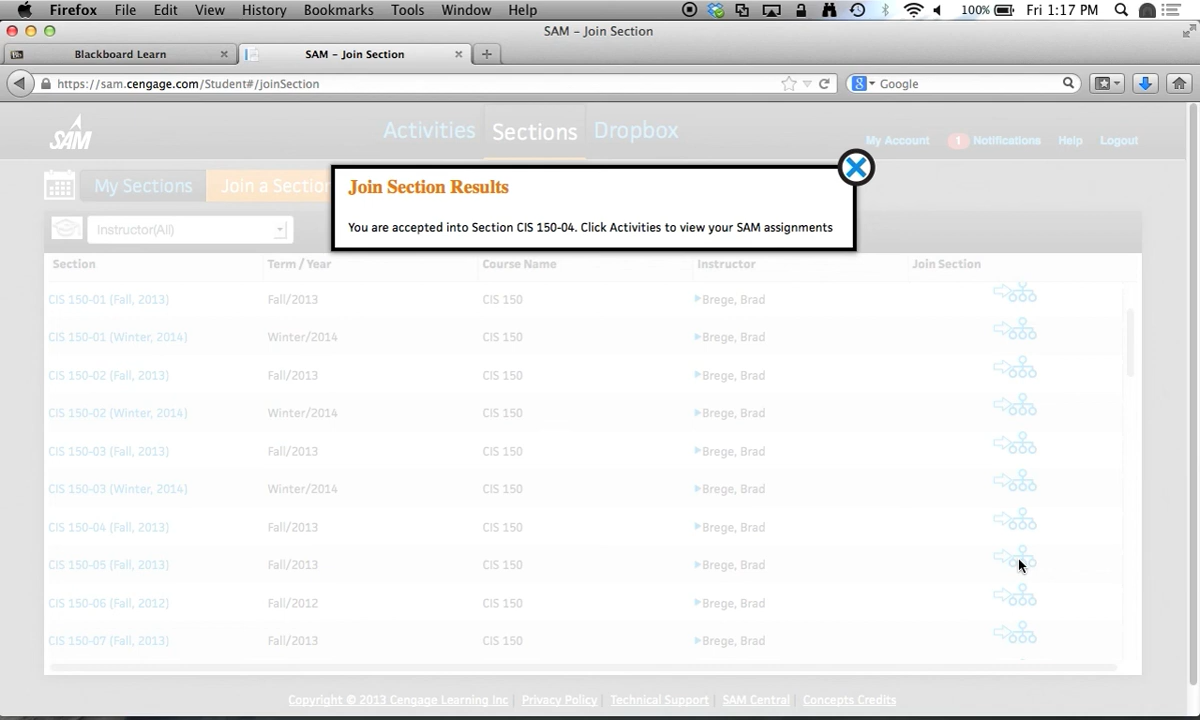 Firefox File Edit View History Bookmarks Tools Window Help 100% Fri 1:17 PM
SAM – Join Section
Bb Blackboard Learn SAM – Join Section
https://sam.cengage.com/Student#/joinSection Google
SAM Activities Sections Dropbox My Account 1 Notifications Help Logout
My Sections Join a Section
Join Section Results
You are accepted into Section CIS 150-04. Click Activities to view your SAM assignments
Instructor(All)
Section Term / Year Course Name Instructor Join Section
CIS 150-01 (Fall, 2013) Fall/2013 CIS 150 Brege, Brad
CIS 150-01 (Winter, 2014) Winter/2014 CIS 150 Brege, Brad
CIS 150-02 (Fall, 2013) Fall/2013 CIS 150 Brege, Brad
CIS 150-02 (Winter, 2014) Winter/2014 CIS 150 Brege, Brad
CIS 150-03 (Fall, 2013) Fall/2013 CIS 150 Brege, Brad
CIS 150-03 (Winter, 2014) Winter/2014 CIS 150 Brege, Brad
CIS 150-04 (Fall, 2013) Fall/2013 CIS 150 Brege, Brad
CIS 150-05 (Fall, 2013) Fall/2013 CIS 150 Brege, Brad
CIS 150-06 (Fall, 2012) Fall/2012 CIS 150 Brege, Brad
CIS 150-07 (Fall, 2013) Fall/2013 CIS 150 Brege, Brad
Copyright © 2013 Cengage Learning Inc | Privacy Policy | Technical Support | SAM Central | Concepts Credits